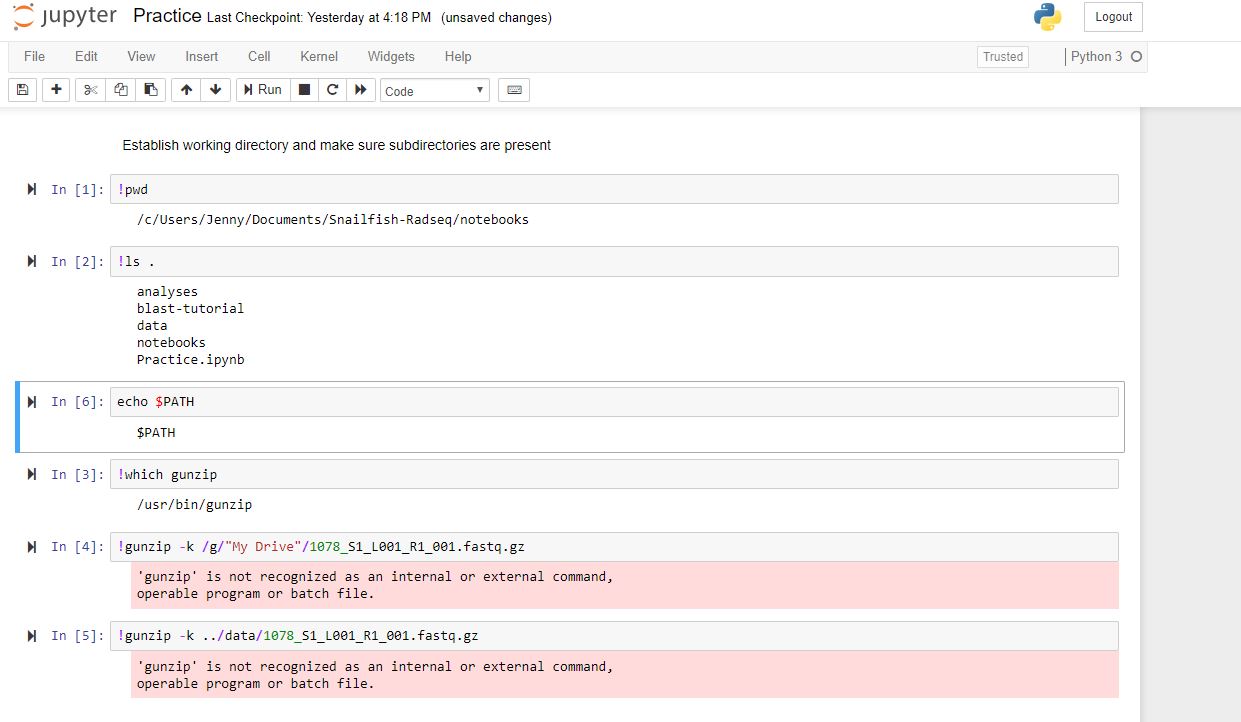 jupyter Practice Last Checkpoint: Yesterday at 4:18 PM (unsaved changes) Logout
File Edit View Insert Cell Kernel Widgets Help Trusted Python 3
Run Code
Establish working directory and make sure subdirectories are present
In [1]: !pwd
/c/Users/Jenny/Documents/Snailfish-Radseq/notebooks
In [2]: !ls .
analyses
blast-tutorial
data
notebooks
Practice.ipynb
In [6]: echo $PATH
$PATH
In [3]: !which gunzip
/usr/bin/gunzip
In [4]: !gunzip -k /g/"My Drive"/1078_S1_L001_R1_001.fastq.gz
'gunzip' is not recognized as an internal or external command,
operable program or batch file.
In [5]: !gunzip -k ../data/1078_S1_L001_R1_001.fastq.gz
'gunzip' is not recognized as an internal or external command,
operable program or batch file.